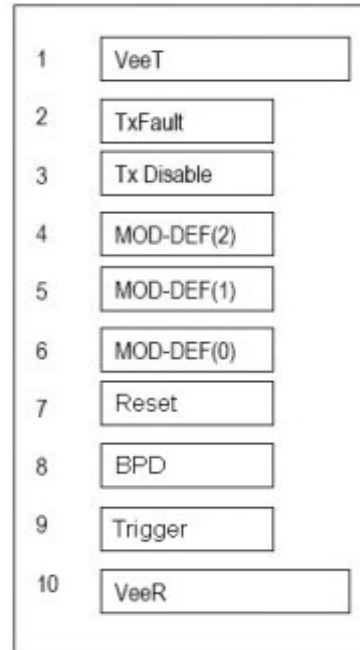 1 VeeT
2 TxFault
3 Tx Disable
4 MOD-DEF(2)
5 MOD-DEF(1)
6 MOD-DEF(0)
7 Reset
8 BPD
9 Trigger
10 VeeR